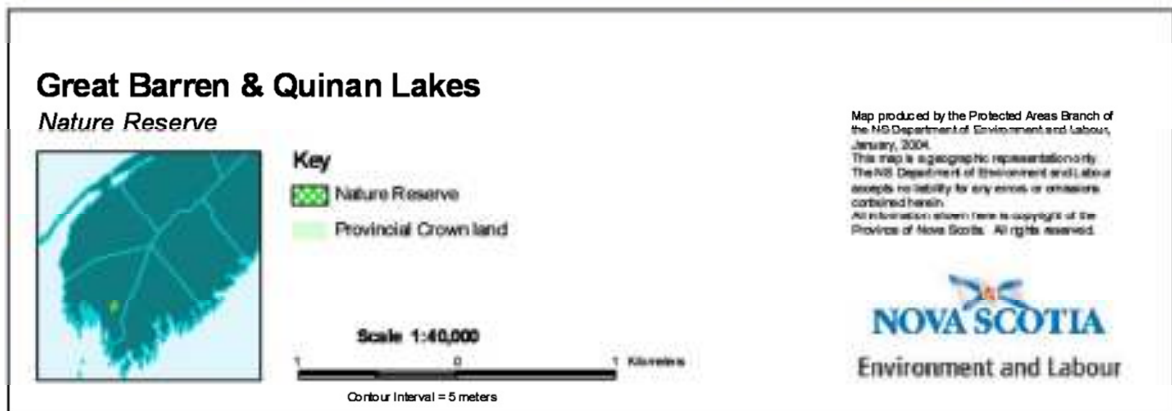 Great Barren & Quinan Lakes
Nature Reserve
Key
Nature Reserve
Provincial Crown land
Scale 1:40,000
1 0 1 Kilometers
Contour Interval = 5 meters
Map produced by the Protected Areas Branch of
the NS Department of Environment and Labour,
January, 2004.
This map is a geographic representation only.
The NS Department of Environment and Labour
accepts no liability for any errors or omissions
contained herein.
All information shown here is copyright of the
Province of Nova Scotia. All rights reserved.
NOVA SCOTIA
Environment and Labour